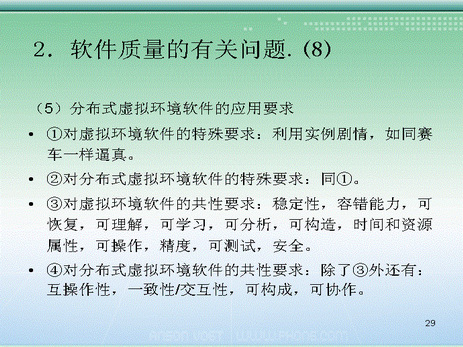 2．软件质量的有关问题. (8)
（5）分布式虚拟环境软件的应用要求
• ①对虚拟环境软件的特殊要求：利用实例剧情，如同赛
车一样逼真。
• ②对分布式虚拟环境软件的特殊要求：同①。
• ③对虚拟环境软件的共性要求：稳定性，容错能力，可
恢复，可理解，可学习，可分析，可构造，时间和资源
属性，可操作，精度，可测试，安全。
• ④对分布式虚拟环境软件的共性要求：除了③外还有：
互操作性，一致性/交互性，可构成，可协作。
29